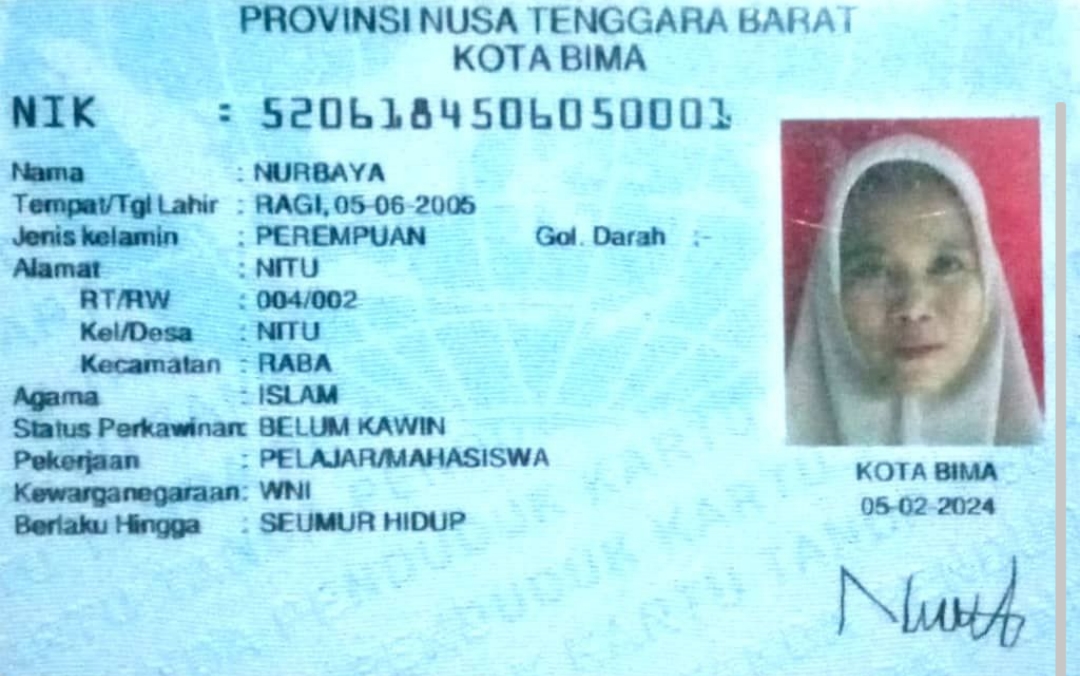 PROVINSI NUSA TENGGARA BARAT
KOTA BIMA
NIK : 5206184506050001
Nama : NURBAYA
Tempat/Tgl Lahir : RAGI, 05-06-2005
Jenis kelamin : PEREMPUAN Gol. Darah :-
Alamat : NITU
RT/RW : 004/002
Kel/Desa : NITU
Kecamatan : RABA
Agama : ISLAM
Status Perkawinan: BELUM KAWIN
Pekerjaan : PELAJAR/MAHASISWA
Kewarganegaraan: WNI
Berlaku Hingga : SEUMUR HIDUP
KOTA BIMA
05-02-2024